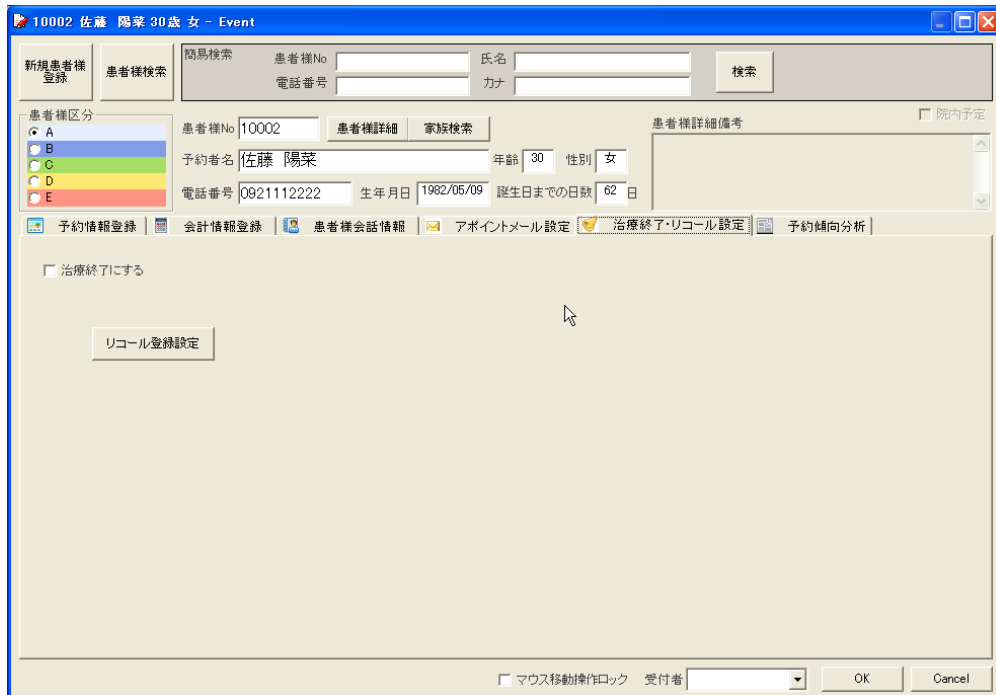 10002 佐藤 陽菜 30歳 女 - Event
新規患者様登録
患者様検索
簡易検索
患者様No
氏名
電話番号
カナ
検索
患者様区分
A
B
C
D
E
患者様No 10002 患者様詳細 家族検索
予約者名 佐藤 陽菜 年齢 30 性別 女
電話番号 0921112222 生年月日 1982/05/09 誕生日までの日数 62 日
患者様詳細備考
院内予定
予約情報登録 会計情報登録 患者様会話情報 アポイントメール設定 治療終了・リコール設定 予約傾向分析
治療終了にする
リコール登録設定
マウス移動操作ロック 受付者 OK Cancel